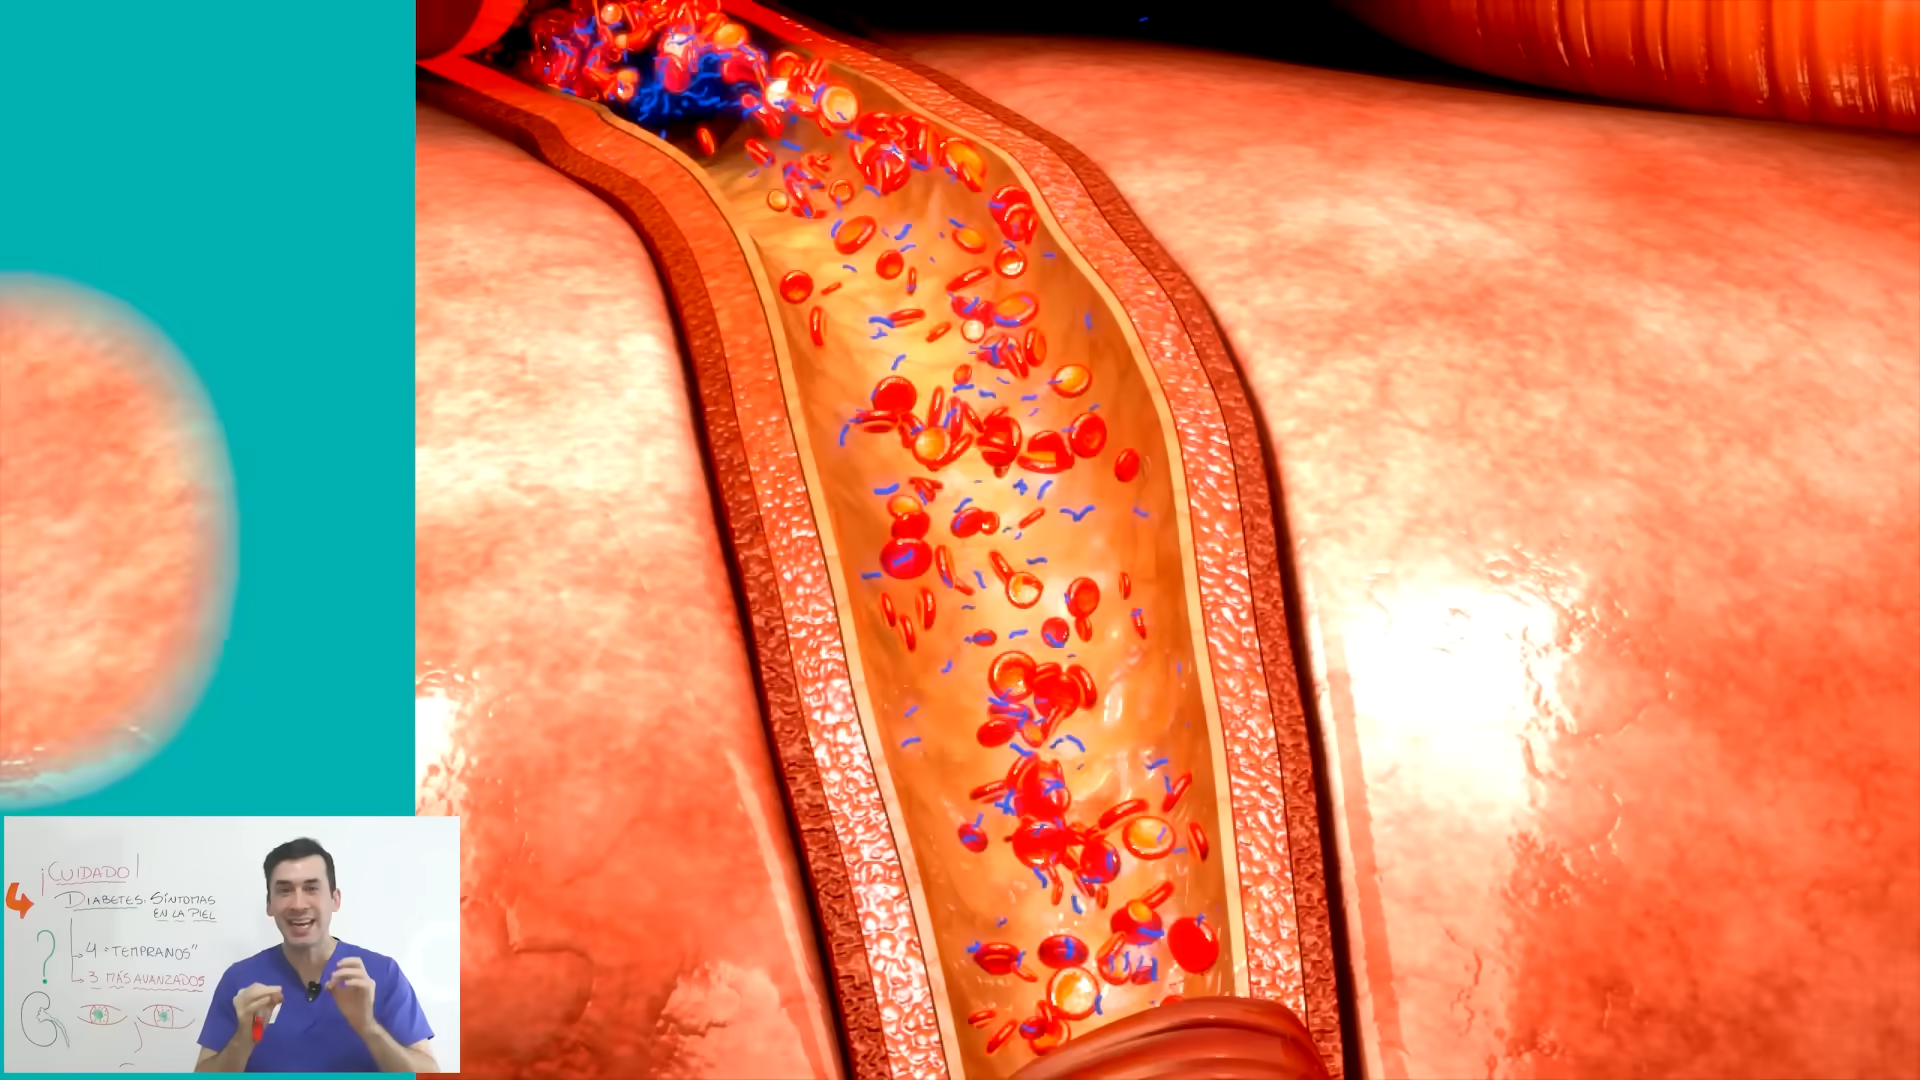 ¡CUIDADO!
4
DIABETES: SÍNTOMAS
EN LA PIEL
4 "TEMPRANOS"
?
3 MÁS AVANZADOS